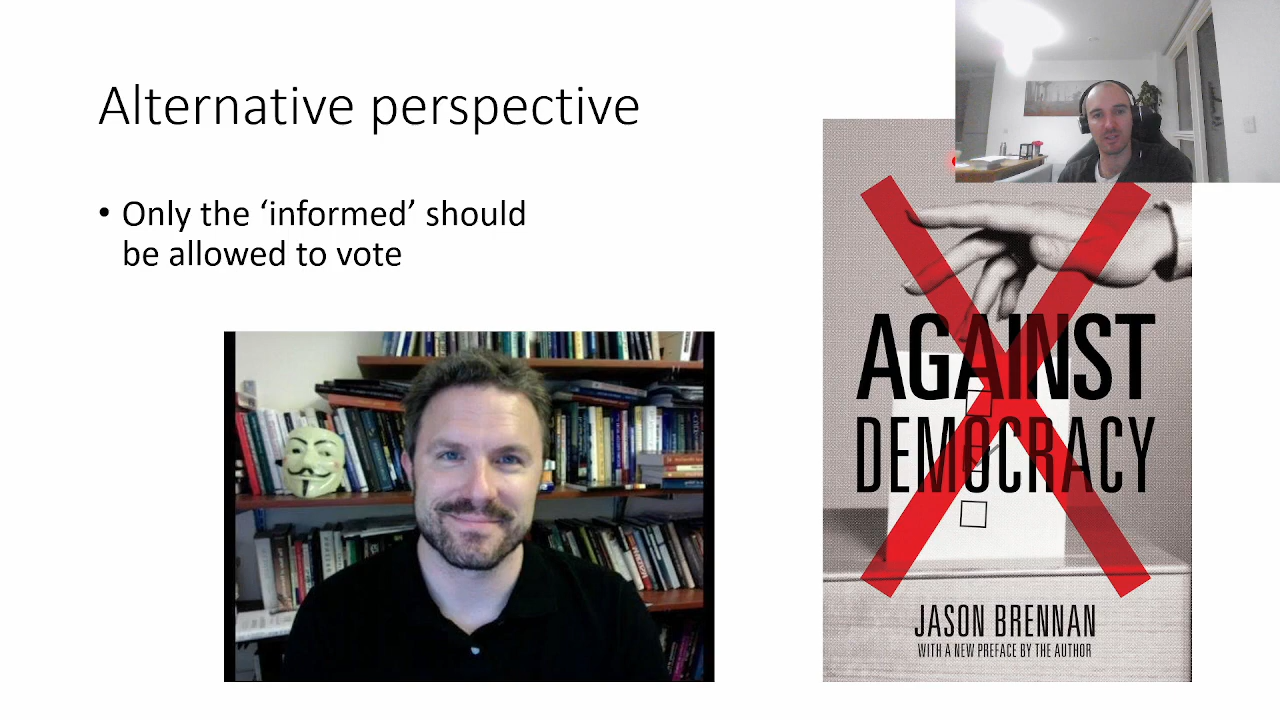 Alternative perspective
• Only the ‘informed’ should
be allowed to vote
AGAINST
DEMOCRACY
JASON BRENNAN
WITH A NEW PREFACE BY THE AUTHOR